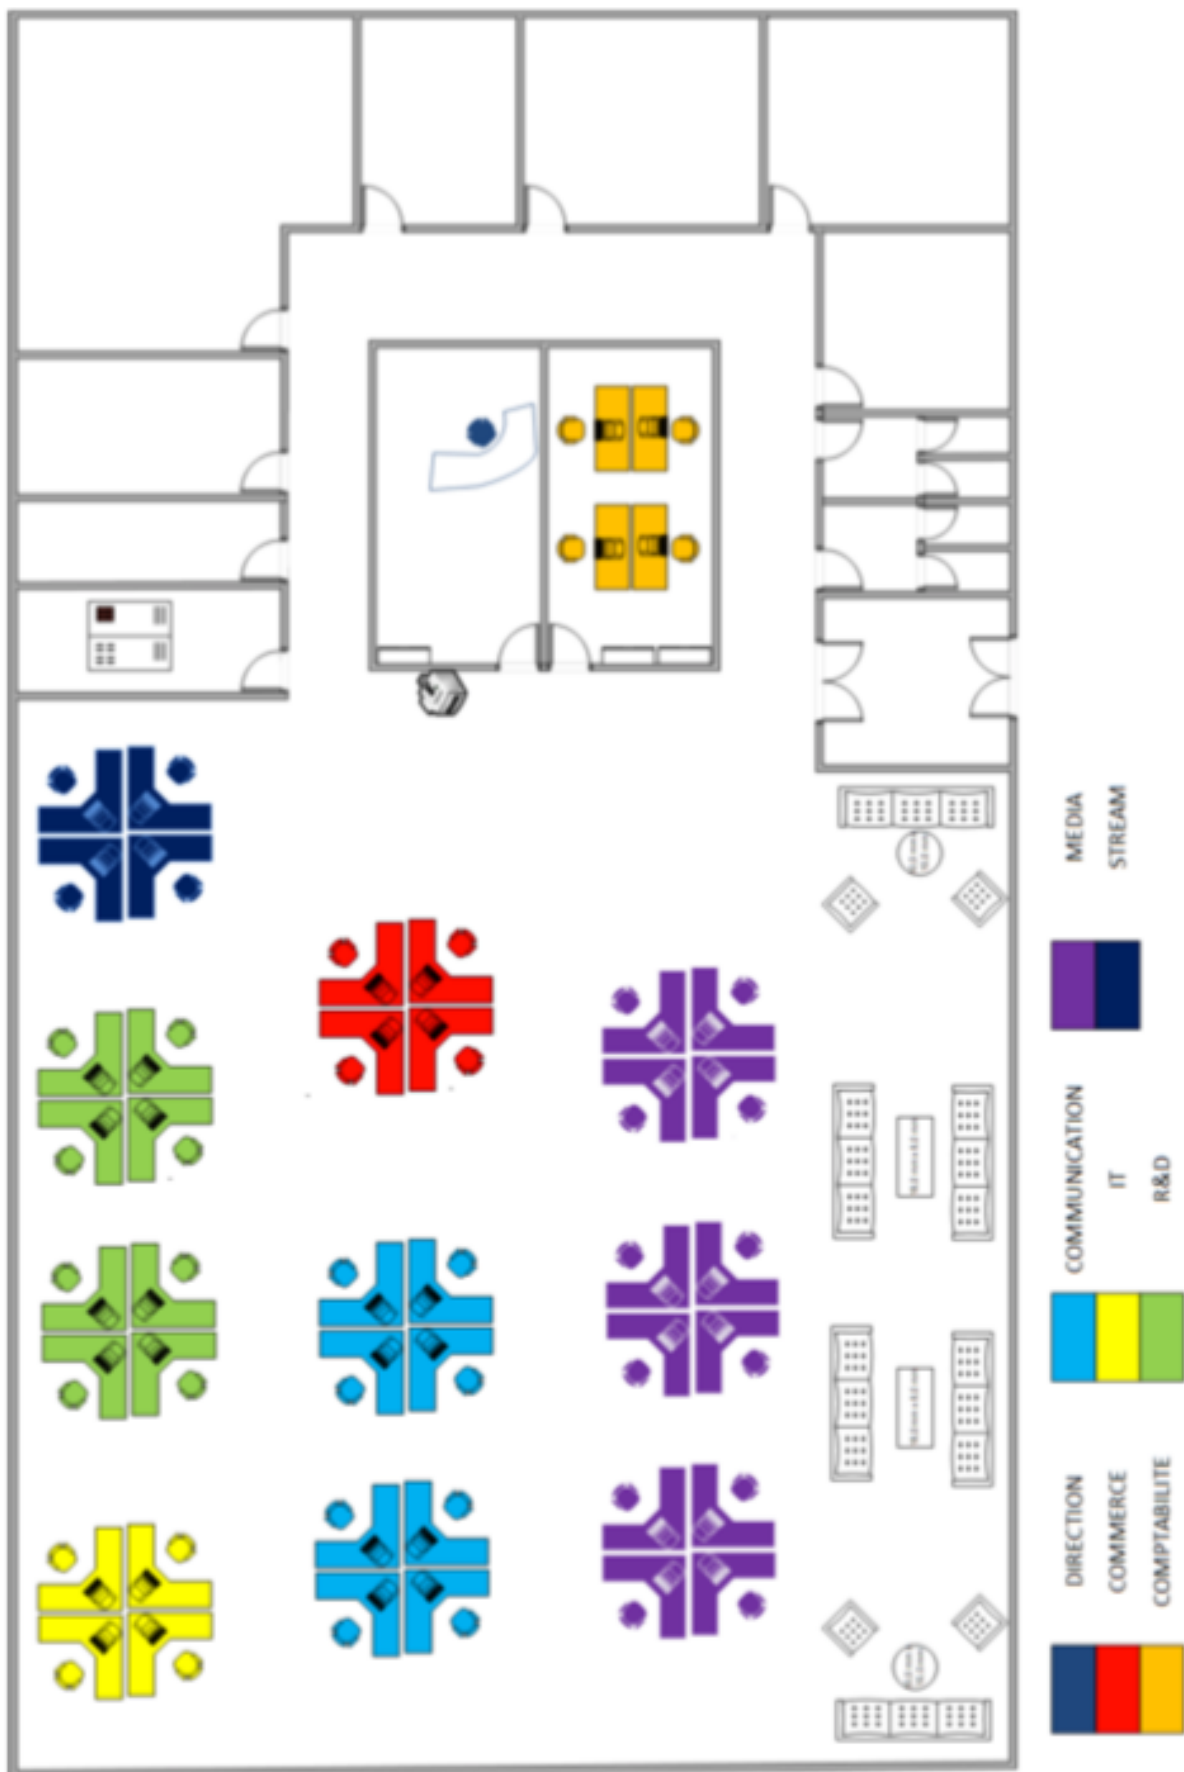 DIRECTION
COMMERCE
COMPTABILITE
COMMUNICATION
IT
R&D
MEDIA
STREAM